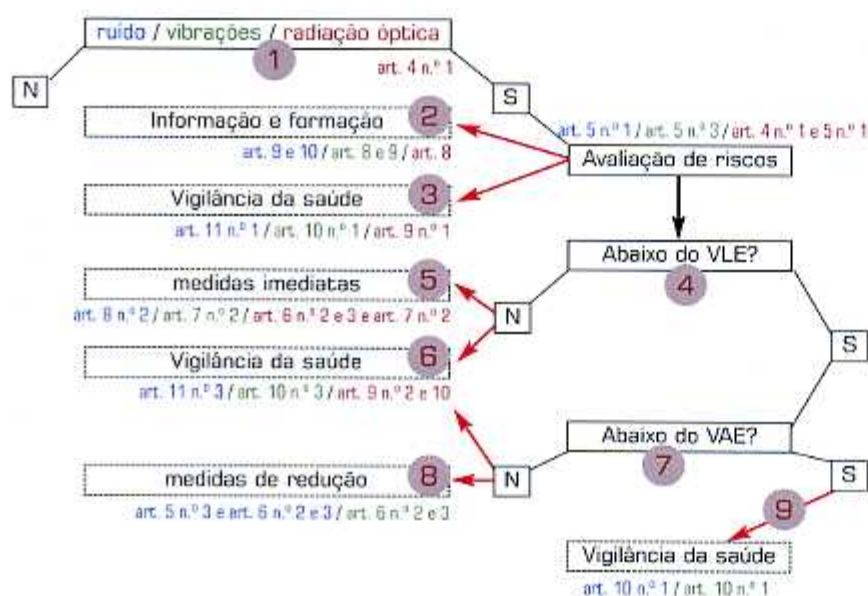 ruído / vibrações / radiação óptica
1
art. 4 n.º 1
N
S
Informação e formação
2
art. 9 e 10 / art. 8 e 9 / art. 8
art. 5 n.º 1 / art. 5 n.º 3 / art. 4 n.º 1 e 5 n.º 1
Avaliação de riscos
Vigilância da saúde
3
art. 11 n.º 1 / art. 10 n.º 1 / art. 9 n.º 1
Abaixo do VLE?
4
medidas imediatas
5
N
art. 8 n.º 2 / art. 7 n.º 2 / art. 6 n.º 2 e 3 e art. 7 n.º 2
Vigilância da saúde
6
S
art. 11 n.º 3 / art. 10 n.º 3 / art. 9 n.º 2 e 10
Abaixo do VAE?
7
medidas de redução
8
N
S
art. 5 n.º 3 e art. 6 n.º 2 e 3 / art. 6 n.º 2 e 3
9
Vigilância da saúde
art. 10 n.º 1 / art. 10 n.º 1